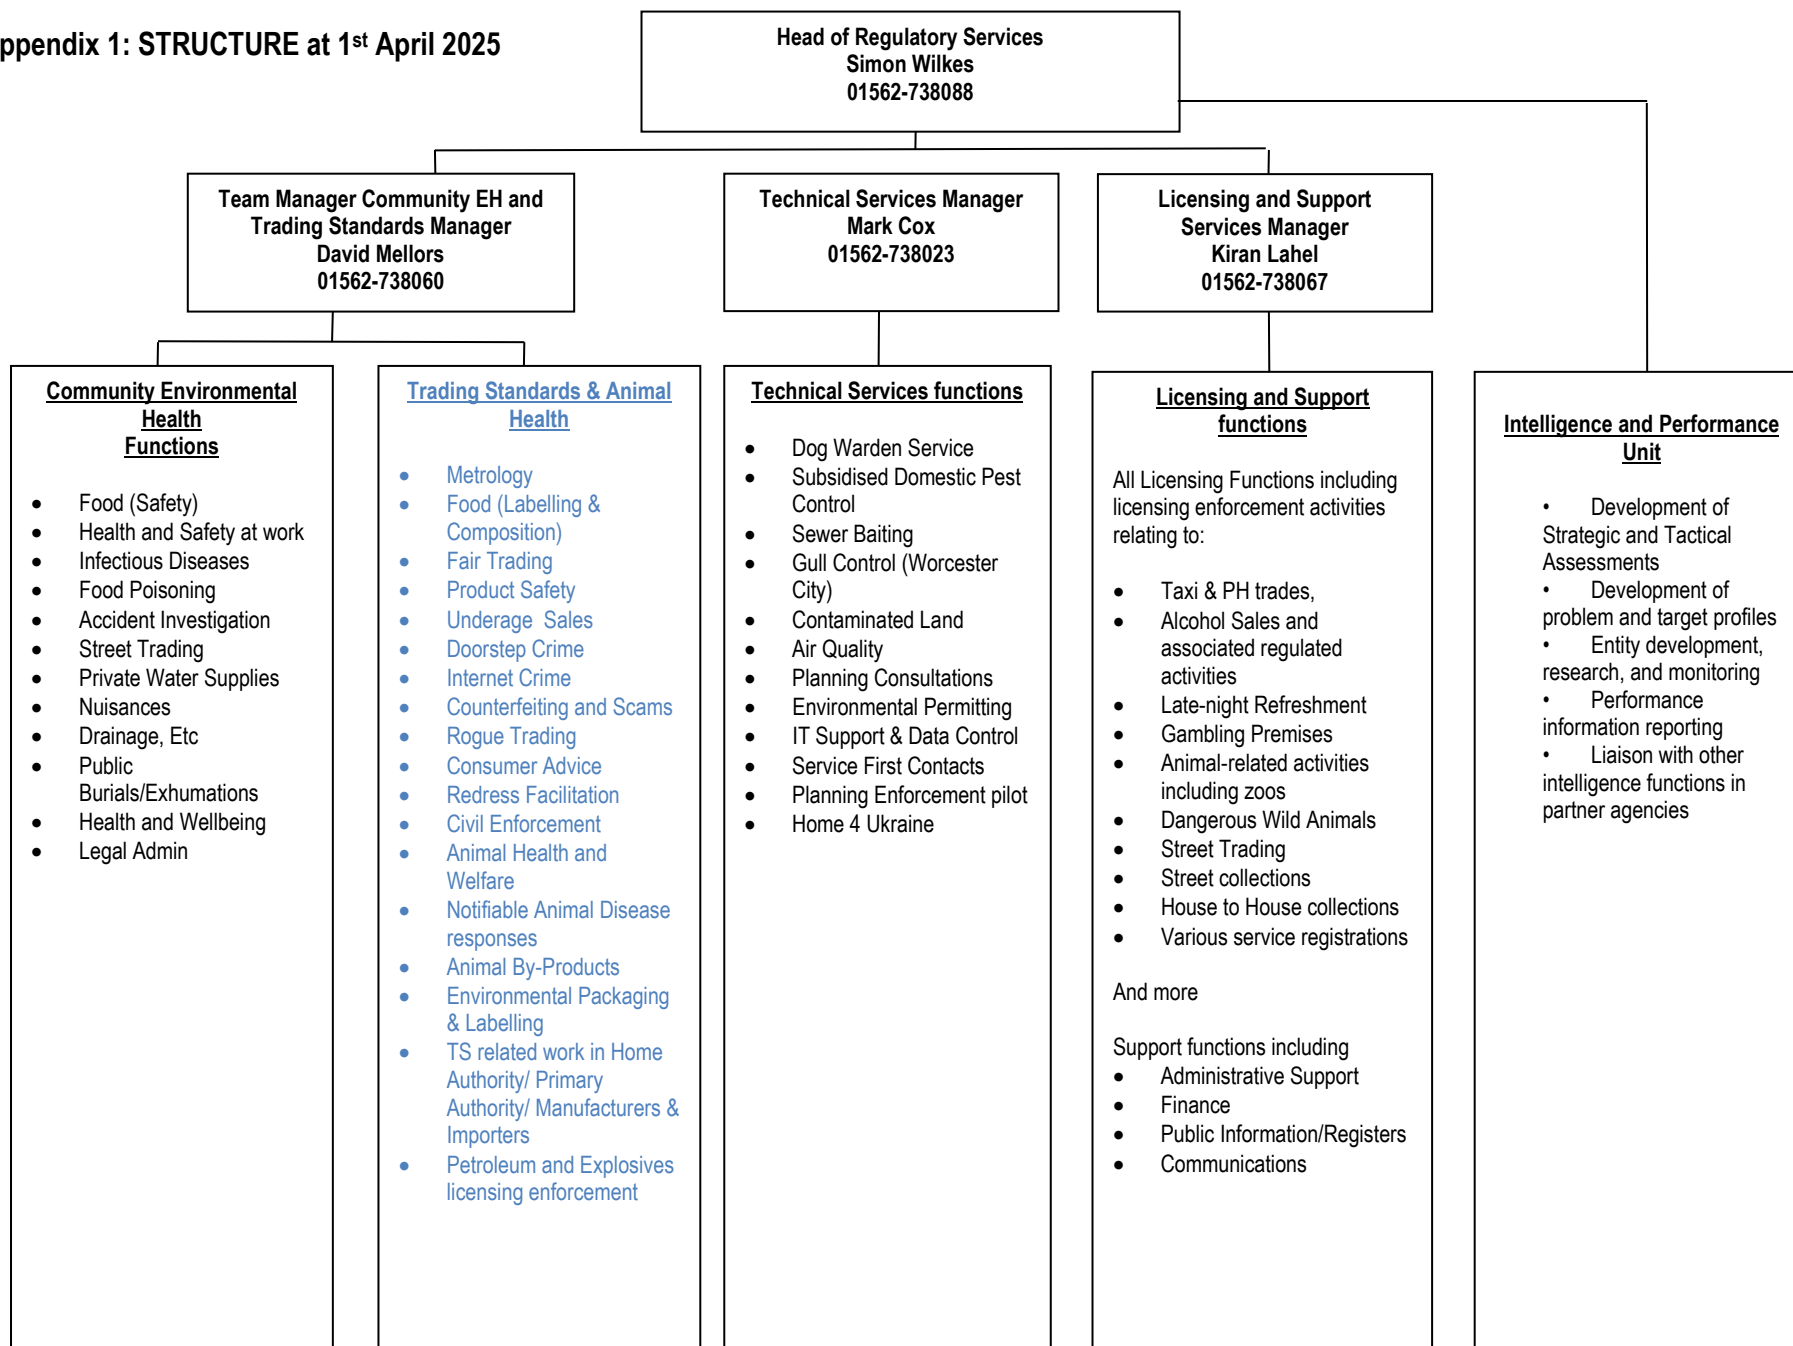 ppendix 1: STRUCTURE at 1st April 2025
Head of Regulatory Services
Simon Wilkes
01562-738088
Team Manager Community EH and
Trading Standards Manager
David Mellors
01562-738060
Technical Services Manager
Mark Cox
01562-738023
Licensing and Support
Services Manager
Kiran Lahel
01562-738067
Community Environmental
Health
Functions
• Food (Safety)
• Health and Safety at work
• Infectious Diseases
• Food Poisoning
• Accident Investigation
• Street Trading
• Private Water Supplies
• Nuisances
• Drainage, Etc
• Public
Burials/Exhumations
• Health and Wellbeing
• Legal Admin
Trading Standards & Animal
Health
• Metrology
• Food (Labelling &
Composition)
• Fair Trading
• Product Safety
• Underage Sales
• Doorstep Crime
• Internet Crime
• Counterfeiting and Scams
• Rogue Trading
• Consumer Advice
• Redress Facilitation
• Civil Enforcement
• Animal Health and
Welfare
• Notifiable Animal Disease
responses
• Animal By-Products
• Environmental Packaging
& Labelling
• TS related work in Home
Authority/ Primary
Authority/ Manufacturers &
Importers
• Petroleum and Explosives
licensing enforcement
Technical Services functions
• Dog Warden Service
• Subsidised Domestic Pest
Control
• Sewer Baiting
• Gull Control (Worcester
City)
• Contaminated Land
• Air Quality
• Planning Consultations
• Environmental Permitting
• IT Support & Data Control
• Service First Contacts
• Planning Enforcement pilot
• Home 4 Ukraine
Licensing and Support
functions
All Licensing Functions including
licensing enforcement activities
relating to:
• Taxi & PH trades,
• Alcohol Sales and
associated regulated
activities
• Late-night Refreshment
• Gambling Premises
• Animal-related activities
including zoos
• Dangerous Wild Animals
• Street Trading
• Street collections
• House to House collections
• Various service registrations
And more
Support functions including
• Administrative Support
• Finance
• Public Information/Registers
• Communications
Intelligence and Performance
Unit
• Development of
Strategic and Tactical
Assessments
• Development of
problem and target profiles
• Entity development,
research, and monitoring
• Performance
information reporting
• Liaison with other
intelligence functions in
partner agencies